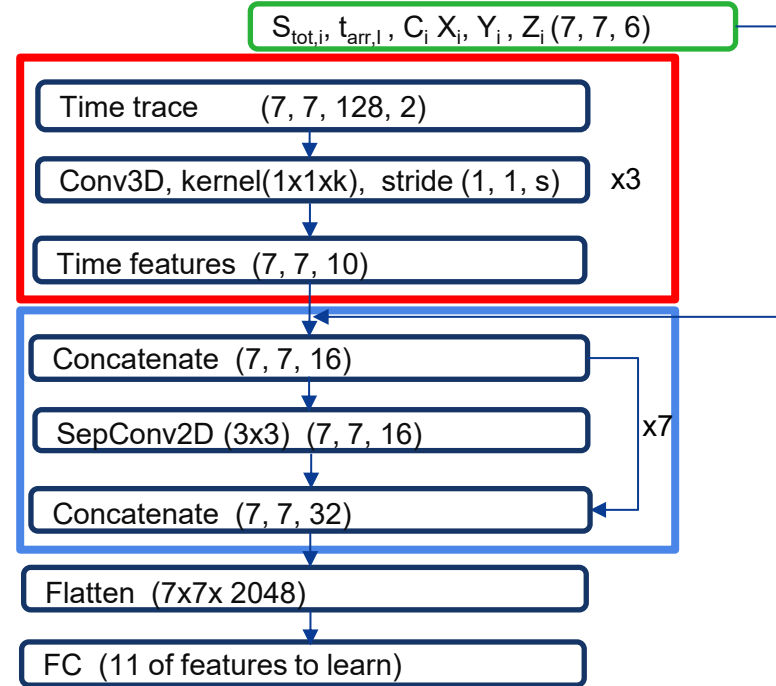 S_tot,i, t_arr,I , C_i X_i, Y_i , Z_i (7, 7, 6)
Time trace (7, 7, 128, 2)
Conv3D, kernel(1x1xk), stride (1, 1, s)
x3
Time features (7, 7, 10)
Concatenate (7, 7, 16)
SepConv2D (3x3) (7, 7, 16)
x7
Concatenate (7, 7, 32)
Flatten (7x7x 2048)
FC (11 of features to learn)